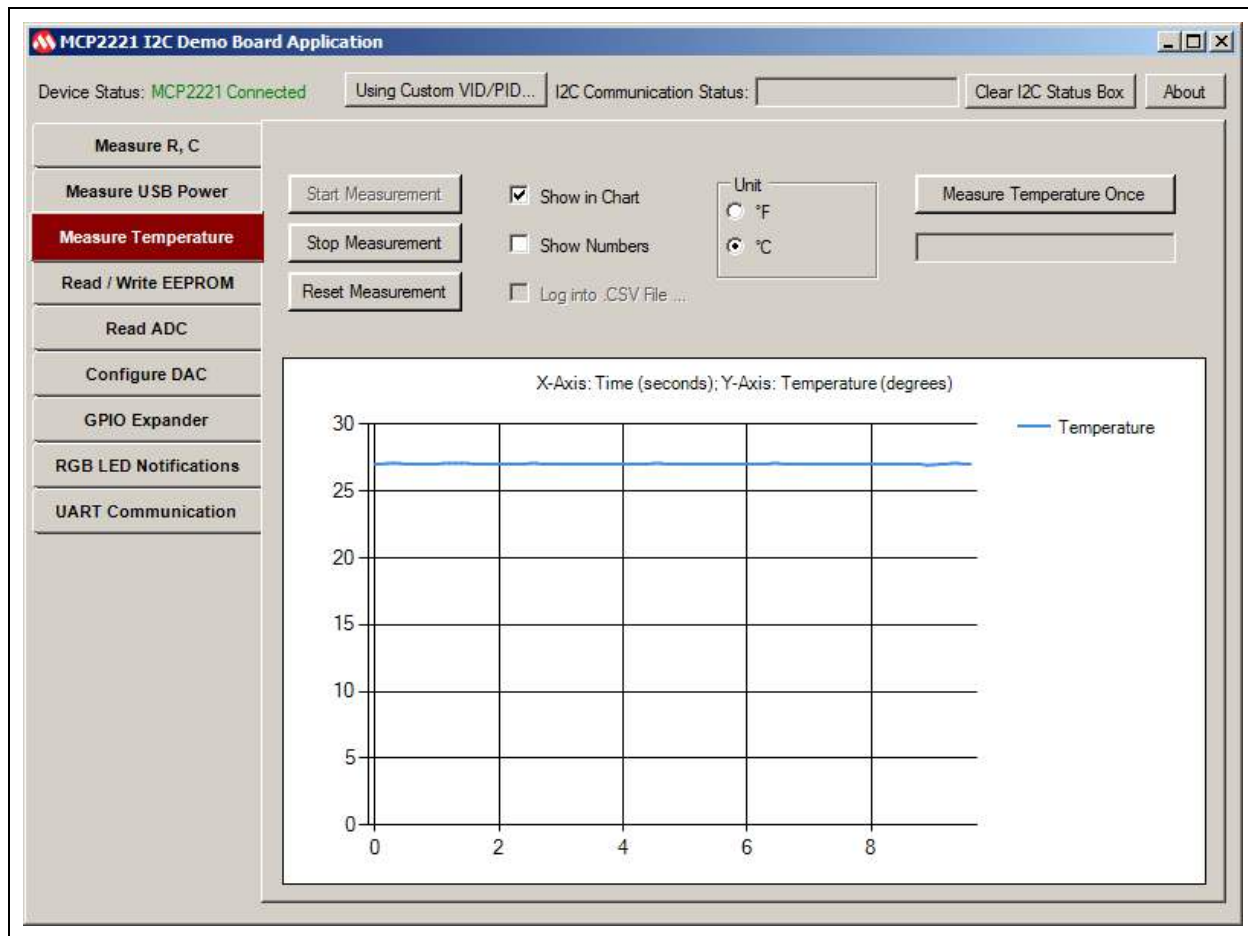 MCP2221 I2C Demo Board Application
Device Status: MCP2221 Connected Using Custom VID/PID... I2C Communication Status: Clear I2C Status Box About
Measure R, C
Measure USB Power
Measure Temperature
Read / Write EEPROM
Read ADC
Configure DAC
GPIO Expander
RGB LED Notifications
UART Communication
Start Measurement
Stop Measurement
Reset Measurement
Show in Chart
Show Numbers
Log into .CSV File ...
Unit
°F
°C
Measure Temperature Once
X-Axis: Time (seconds); Y-Axis: Temperature (degrees)
Temperature
30
25
20
15
10
5
0
0 2 4 6 8